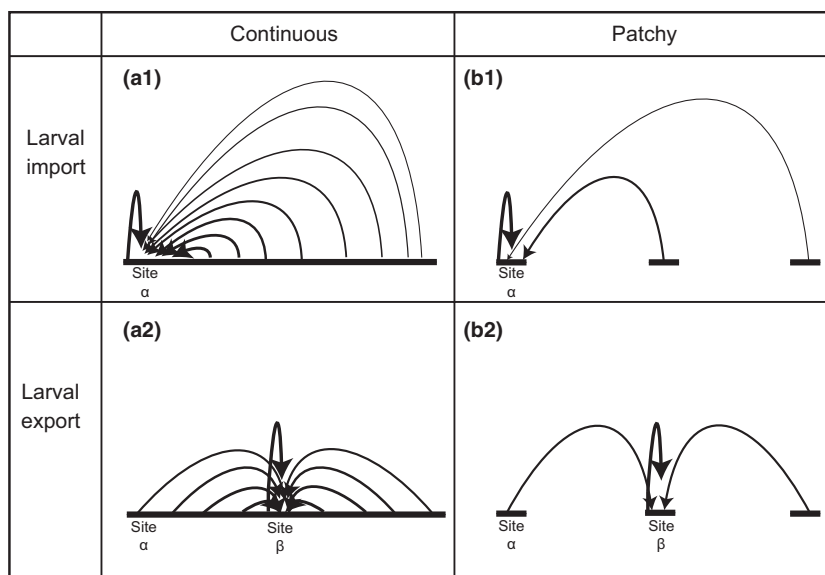 Continuous
Patchy
Larval
import
(a1)
(b1)
Site
α
Site
α
Larval
export
(a2)
(b2)
Site
α
Site
β
Site
α
Site
β